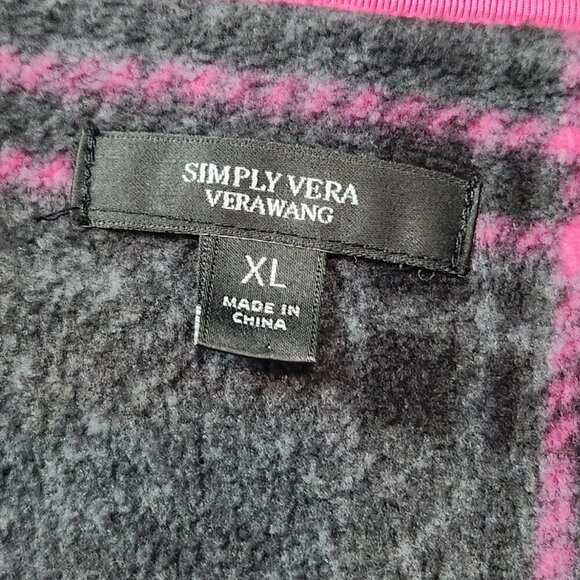 SIMPLY VERA
VERAWANG
XL
MADE IN
CHINA